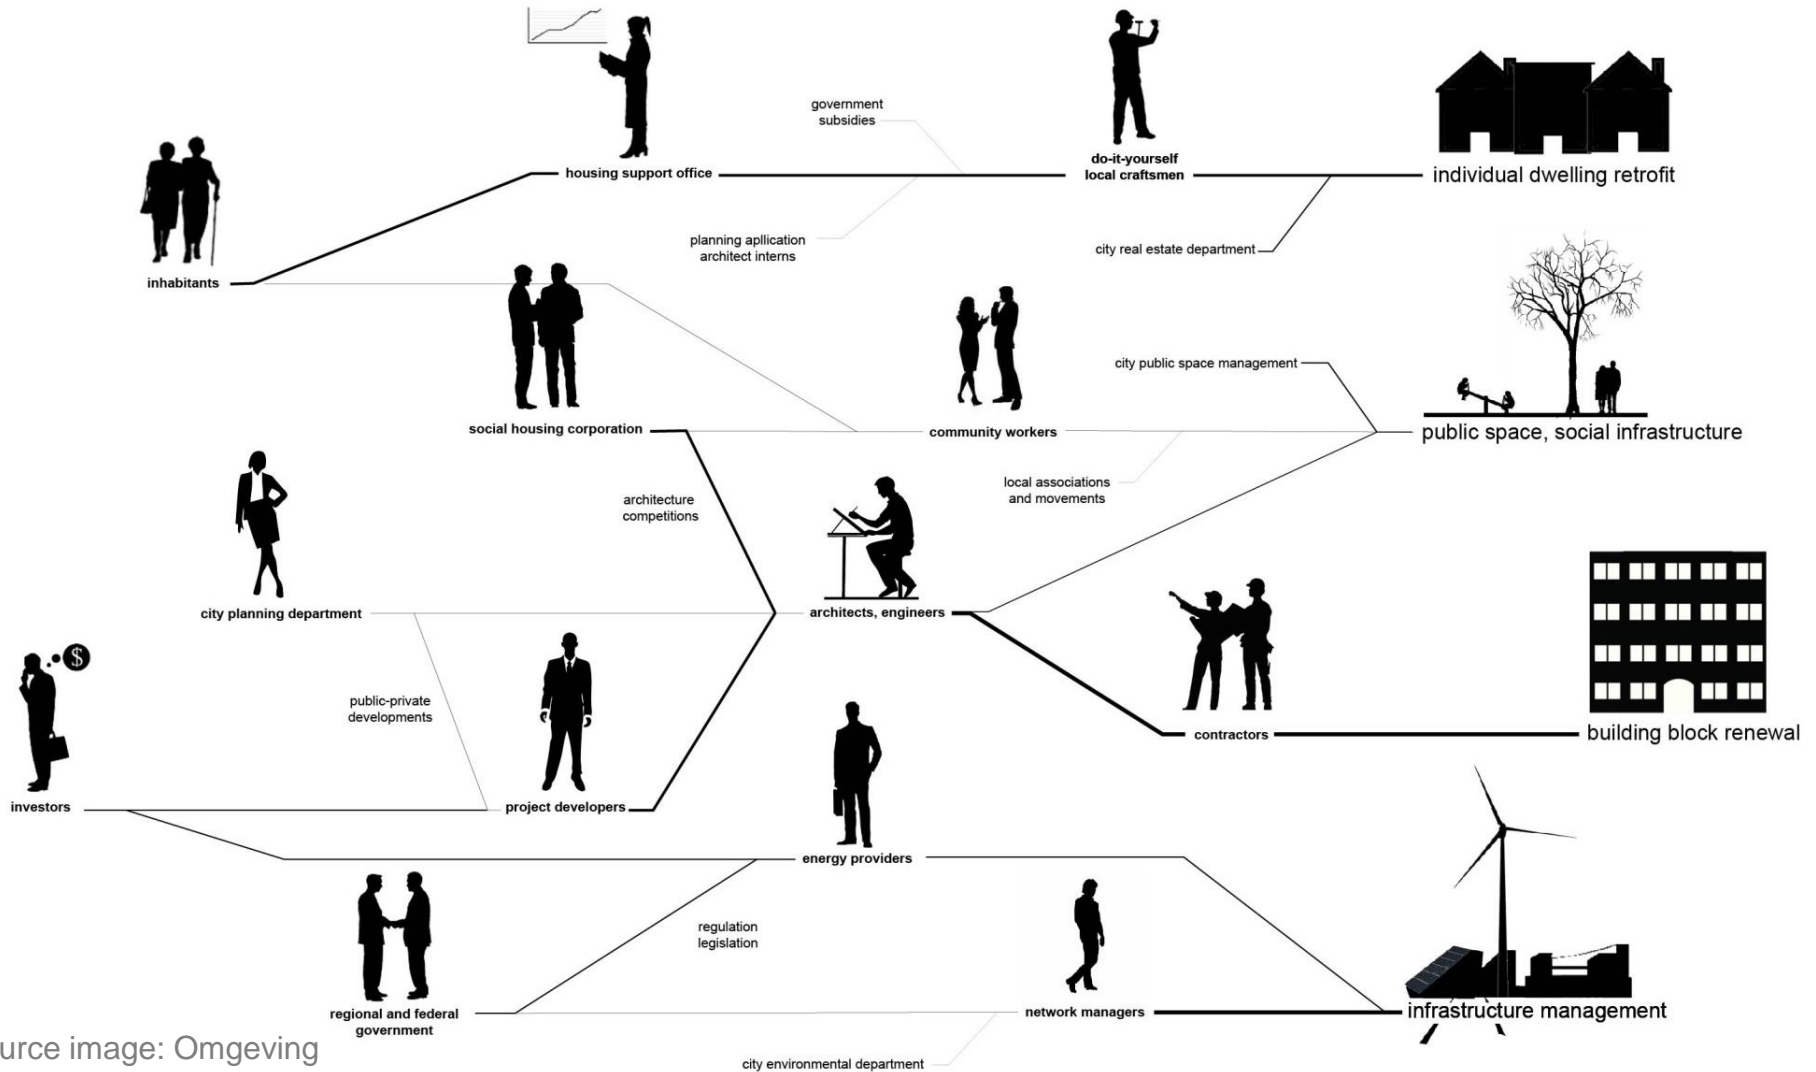 government
subsidies
do-it-yourself
local craftsmen
housing support office
individual dwelling retrofit
planning apllication
architect interns
city real estate department
inhabitants
city public space management
social housing corporation
community workers
public space, social infrastructure
local associations
and movements
architecture
competitions
city planning department
architects, engineers
$
public-private
developments
contractors
building block renewal
investors
project developers
energy providers
regulation
legislation
regional and federal
government
network managers
infrastructure management
urce image: Omgeving
city environmental department